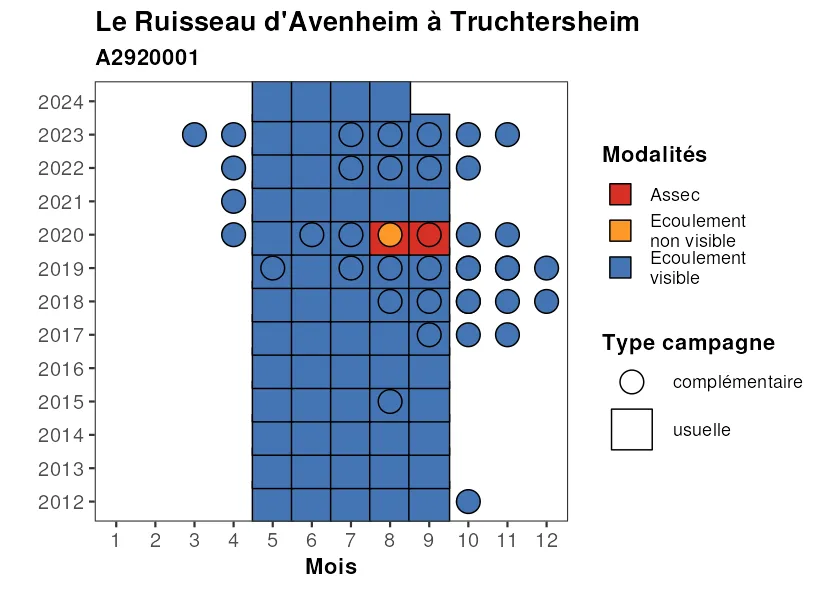 Le Ruisseau d'Avenheim à Truchtersheim
A2920001
2024
2023
2022
2021
2020
2019
2018
2017
2016
2015
2014
2013
2012
1 2 3 4 5 6 7 8 9 10 11 12
Mois
Modalités
Assec
Ecoulement
non visible
Ecoulement
visible
Type campagne
complémentaire
usuelle